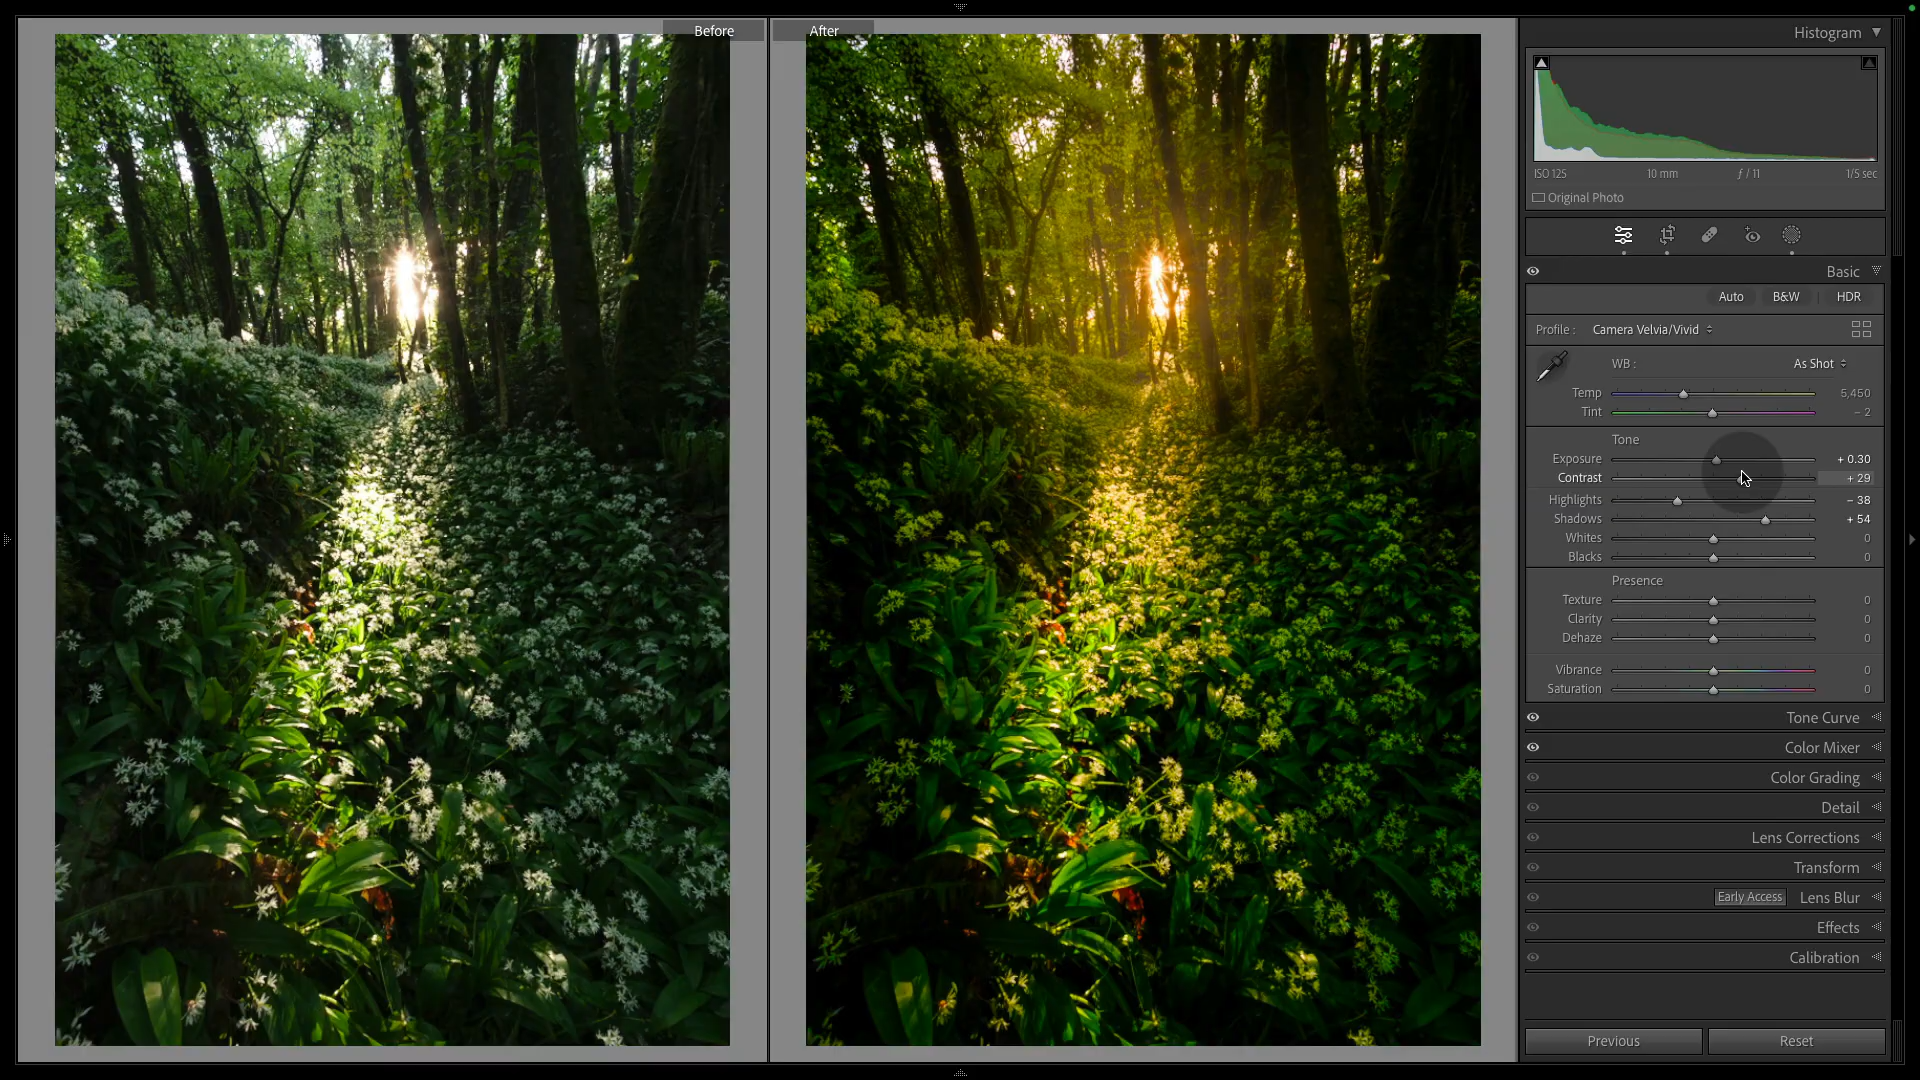 Before
After
Histogram
ISO 125 10 mm ƒ / 11 1/5 sec
Original Photo
Basic
Auto B&W HDR
Profile : Camera Velvia/Vivid
WB : As Shot
Temp 5,450
Tint – 2
Tone
Exposure + 0.30
Contrast + 29
Highlights – 38
Shadows + 54
Whites 0
Blacks 0
Presence
Texture 0
Clarity 0
Dehaze 0
Vibrance 0
Saturation 0
Tone Curve
Color Mixer
Color Grading
Detail
Lens Corrections
Transform
Early Access Lens Blur
Effects
Calibration
Previous Reset